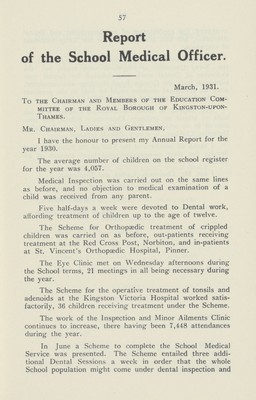 57
Report
of the School Medical Officer.
March, 1931.
To the Chairman and Members of the Education Com-
mittee of the Royal Borough of Kingston-upon-
Thames.
Mr. Chairman, Ladies and Gentlemen,
I have the honour to present my Annual Report for the
year 1930.
The average number of children on the school register
for the year was 4,057.
Medical Inspection was carried out on the same lines
as before, and no objection to medical examination of a
child was received from any parent.
Five half-days a week were devoted to Dental work,
affording treatment of children up to the age of twelve.
The Scheme for Orthopaedic treatment of crippled
children was carried on as before, out-patients receiving
treatment at the Red Cross Post, Norbiton, and in-patients
at St. Vincent's Orthopaedic Hospital, Pinner.
The Eye Clinic met on Wednesday afternoons during
the School terms, 21 meetings in all being necessary during
the year.
The Scheme for the operative treatment of tonsils and
adenoids at the Kingston Victoria Hospital worked satis-
factorily, 36 children receiving treatment under the Scheme.
The work of the Inspection and Minor Ailments Clinic
continues to increase, there having been 7,448 attendances
during the year.
In June a Scheme to complete the School Medical
Service was presented. The Scheme entailed three addi-
tional Dental Sessions a week in order that the whole
School population might come under dental inspection and